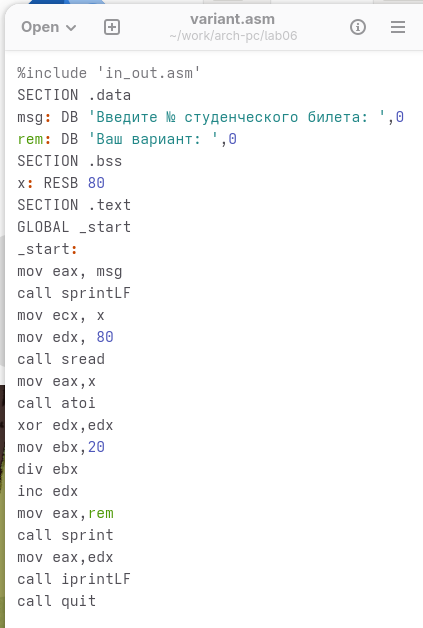 Open
variant.asm
~/work/arch-pc/lab06
%include 'in_out.asm'
SECTION .data
msg: DB 'Введите № студенческого билета: ',0
rem: DB 'Ваш вариант: ',0
SECTION .bss
x: RESB 80
SECTION .text
GLOBAL _start
_start:
mov eax, msg
call sprintLF
mov ecx, x
mov edx, 80
call sread
mov eax,x
call atoi
xor edx,edx
mov ebx,20
div ebx
inc edx
mov eax,rem
call sprint
mov eax,edx
call iprintLF
call quit